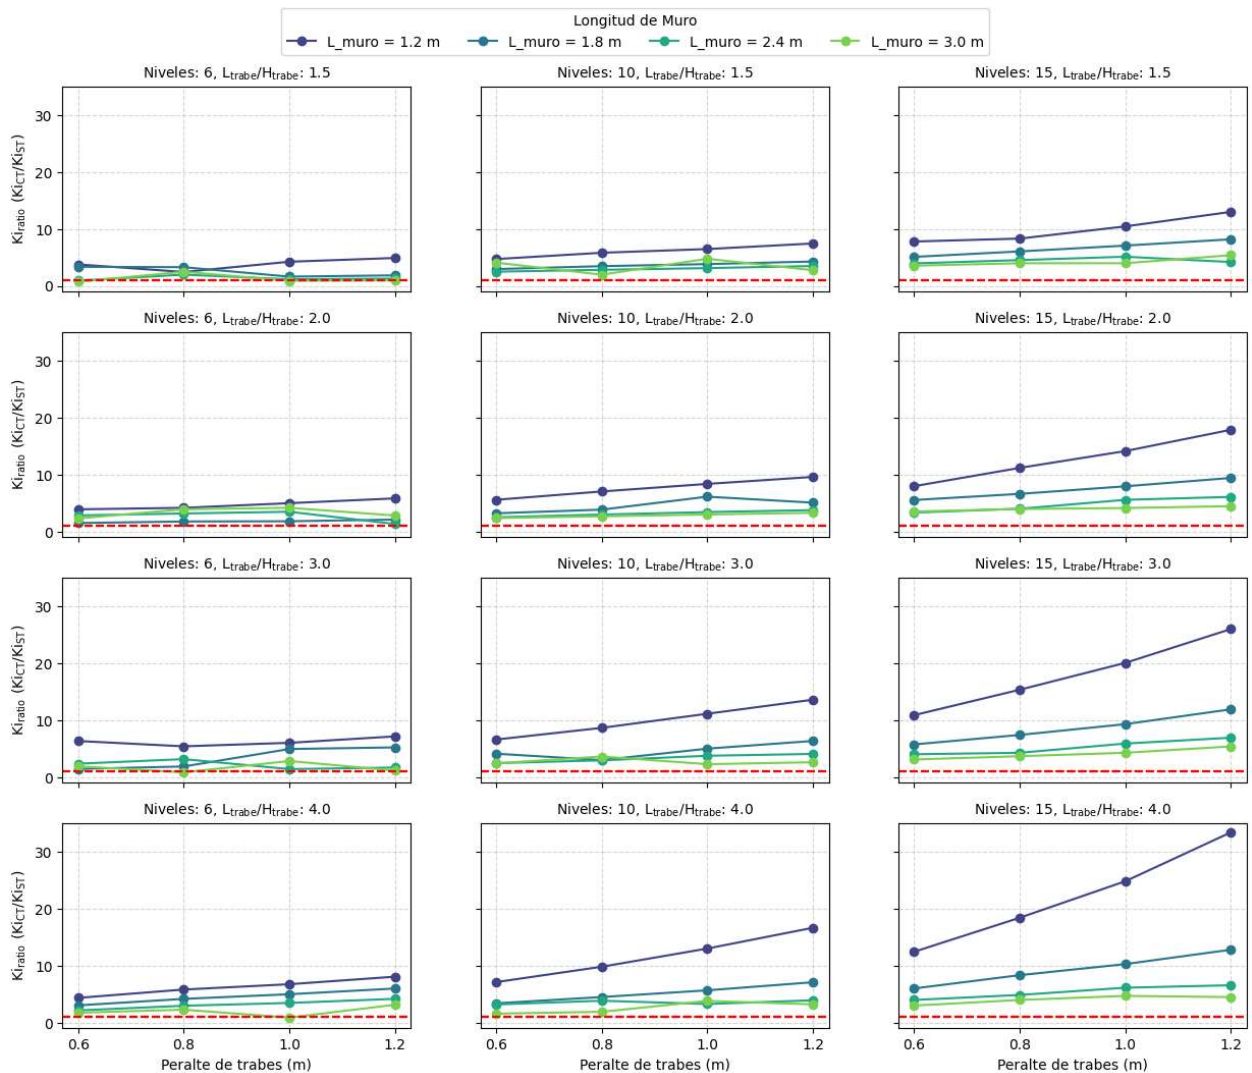 Longitud de Muro
L_muro = 1.2 m L_muro = 1.8 m L_muro = 2.4 m L_muro = 3.0 m
Niveles: 6, Ltrabe/Htrabe: 1.5
Niveles: 10, Ltrabe/Htrabe: 1.5
Niveles: 15, Ltrabe/Htrabe: 1.5
30
20
10
0
Kiratio (KiCT/KiST)
Niveles: 6, Ltrabe/Htrabe: 2.0
Niveles: 10, Ltrabe/Htrabe: 2.0
Niveles: 15, Ltrabe/Htrabe: 2.0
30
20
10
0
Kiratio (KiCT/KiST)
Niveles: 6, Ltrabe/Htrabe: 3.0
Niveles: 10, Ltrabe/Htrabe: 3.0
Niveles: 15, Ltrabe/Htrabe: 3.0
30
20
10
0
Kiratio (KiCT/KiST)
Niveles: 6, Ltrabe/Htrabe: 4.0
Niveles: 10, Ltrabe/Htrabe: 4.0
Niveles: 15, Ltrabe/Htrabe: 4.0
30
20
10
0
Kiratio (KiCT/KiST)
0.6 0.8 1.0 1.2
0.6 0.8 1.0 1.2
0.6 0.8 1.0 1.2
Peralte de trabes (m)
Peralte de trabes (m)
Peralte de trabes (m)